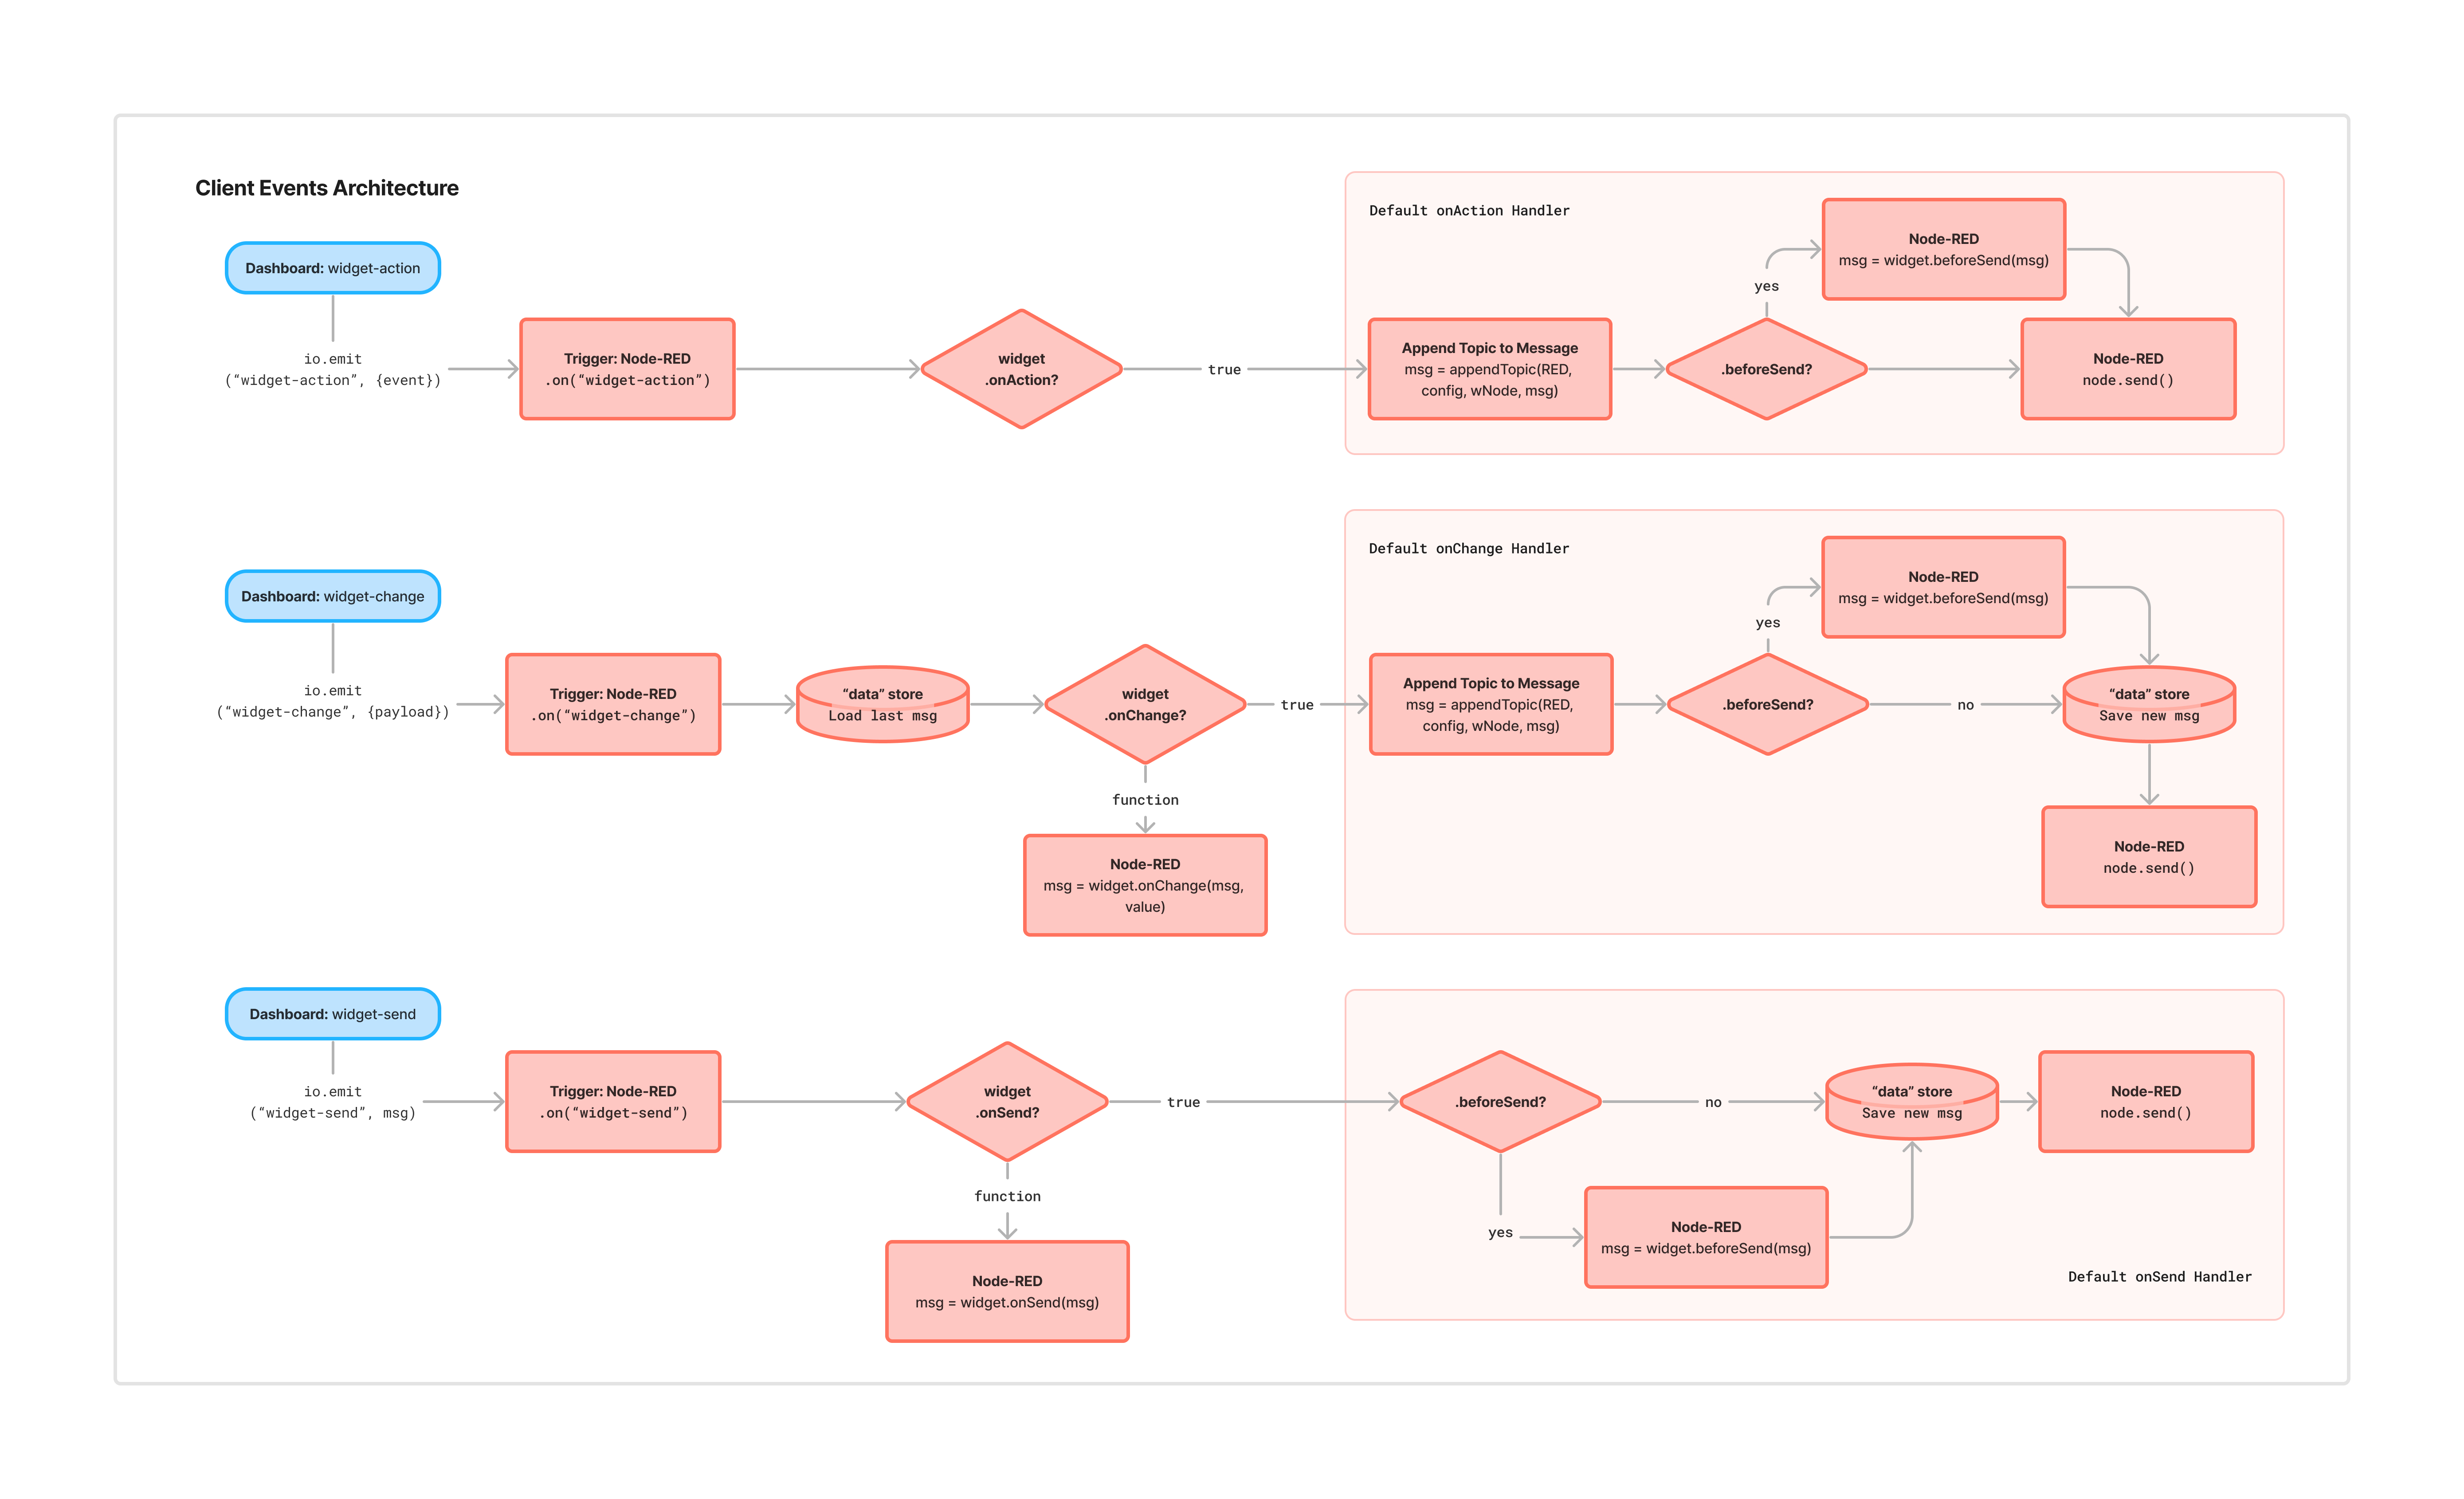 Client Events Architecture
Default onAction Handler
Dashboard: widget-action
io.emit
(“widget-action”, {event})
Trigger: Node-RED
.on(“widget-action”)
widget
.onAction?
true
Append Topic to Message
msg = appendTopic(RED,
config, wNode, msg)
.beforeSend?
yes
Node-RED
msg = widget.beforeSend(msg)
Node-RED
node.send()
Default onChange Handler
Dashboard: widget-change
io.emit
(“widget-change”, {payload})
Trigger: Node-RED
.on(“widget-change”)
“data” store
Load last msg
widget
.onChange?
true
function
Node-RED
msg = widget.onChange(msg,
value)
Append Topic to Message
msg = appendTopic(RED,
config, wNode, msg)
.beforeSend?
yes
Node-RED
msg = widget.beforeSend(msg)
no
“data” store
Save new msg
Node-RED
node.send()
Dashboard: widget-send
io.emit
(“widget-send”, msg)
Trigger: Node-RED
.on(“widget-send”)
widget
.onSend?
true
function
Node-RED
msg = widget.onSend(msg)
.beforeSend?
no
yes
Node-RED
msg = widget.beforeSend(msg)
“data” store
Save new msg
Node-RED
node.send()
Default onSend Handler